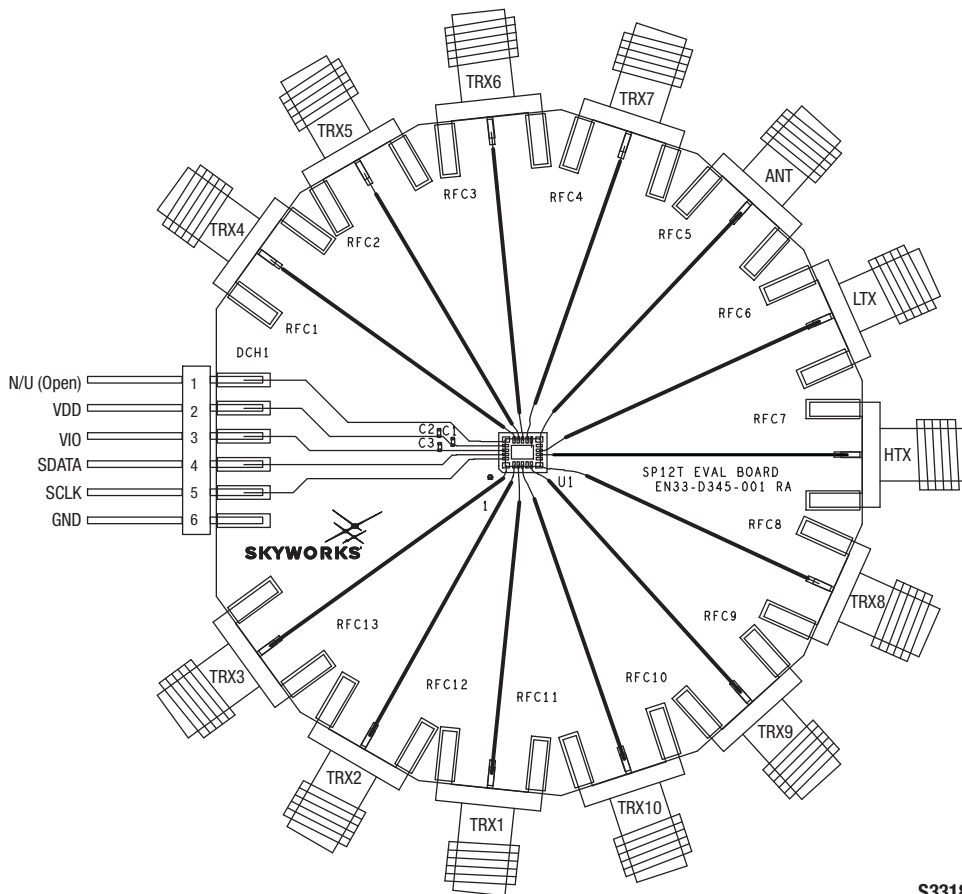 TRX6
TRX7
TRX5
ANT
TRX4
LTX
RFC3
RFC4
RFC2
RFC5
RFC1
RFC6
DCH1
N/U (Open) 1
VDD 2
VIO 3
SDATA 4
SCLK 5
GND 6
C2 C1
C3
RFC7
HTX
SP12T EVAL BOARD
EN33-D345-001 RA
U1
1
SKYWORKS
RFC8
TRX8
RFC13
RFC9
TRX3
RFC12
RFC11
RFC10
TRX2
TRX1
TRX10
TRX9